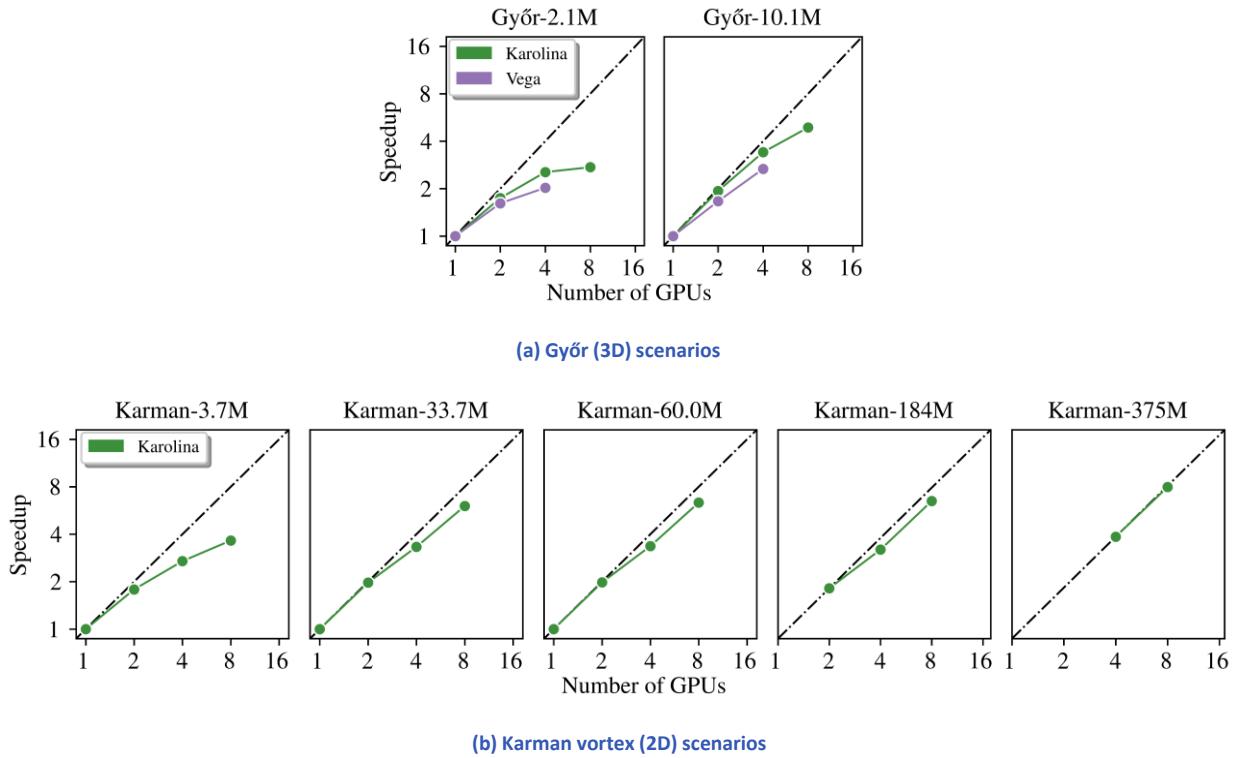 Győr-2.1M Győr-10.1M
16
8
4
2
1
Speedup
Karolina
Vega
1 2 4 8 16 1 2 4 8 16
Number of GPUs
(a) Győr (3D) scenarios
Karman-3.7M Karman-33.7M Karman-60.0M Karman-184M Karman-375M
16
8
4
2
1
Speedup
Karolina
1 2 4 8 16 1 2 4 8 16 1 2 4 8 16 1 2 4 8 16 1 2 4 8 16
Number of GPUs
(b) Karman vortex (2D) scenarios